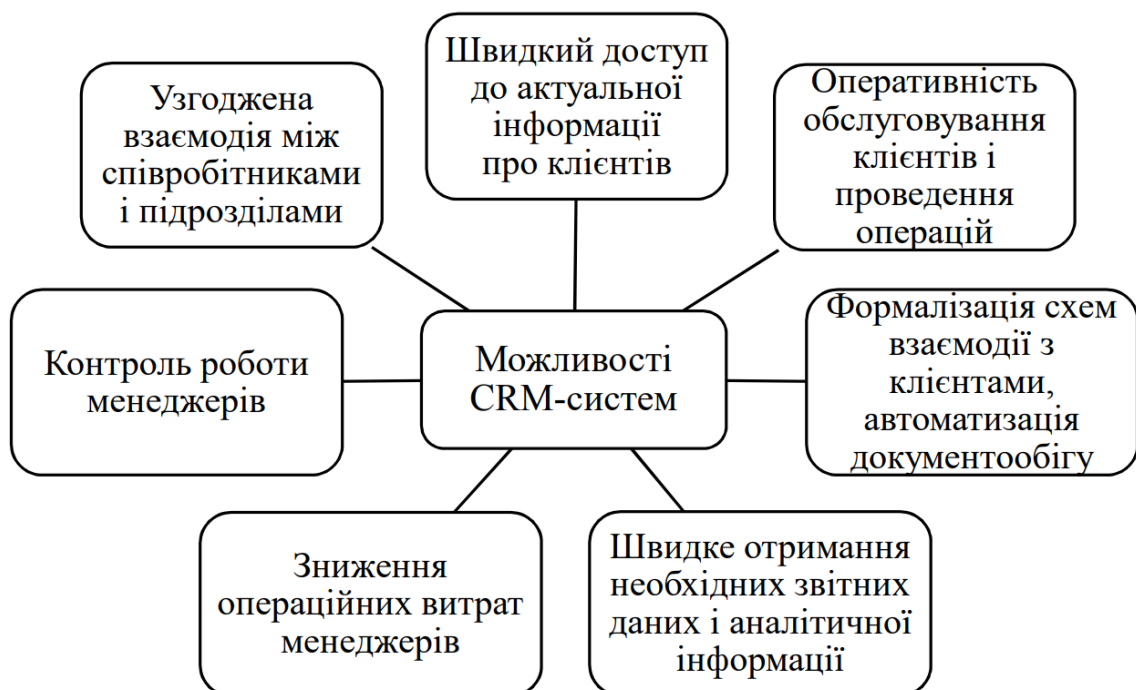 Швидкий доступ
до актуальної
інформації
про клієнтів
Узгоджена
взаємодія між
співробітниками
і підрозділами
Оперативність
обслуговування
клієнтів і
проведення
операцій
Контроль роботи
менеджерів
Можливості
CRM-систем
Формалізація схем
взаємодії з
клієнтами,
автоматизація
документообігу
Зниження
операційних витрат
менеджерів
Швидке отримання
необхідних звітних
даних і аналітичної
інформації